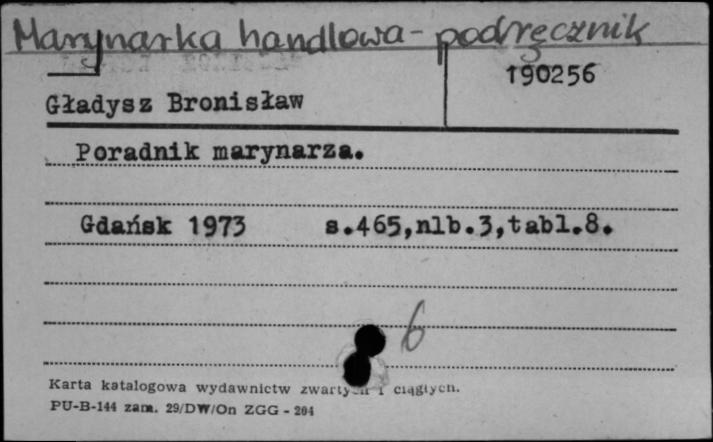 Marynarka handlowa - podręcznik
190256
Gładysz Bronisław
Poradnik marynarza.
Gdańsk 1973 s.465,nlb.3,tabl.8.
6
Karta katalogowa wydawnictw zwartych i ciągłych.
PU-B-144 zam. 29/DW/On ZGG - 204